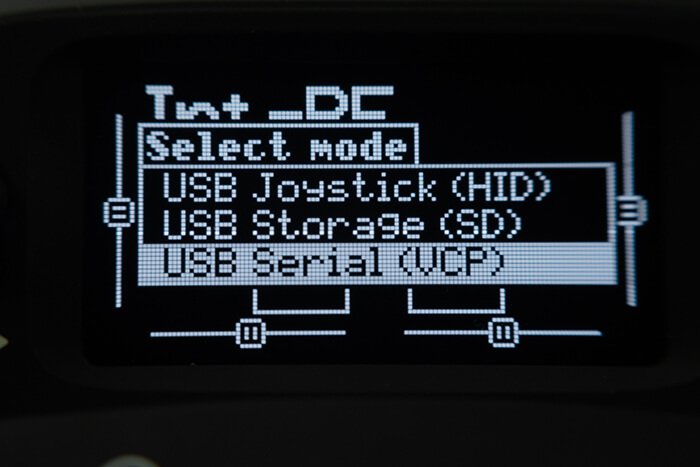 Select mode
USB Joystick (HID)
USB Storage (SD)
USB Serial (VCP)